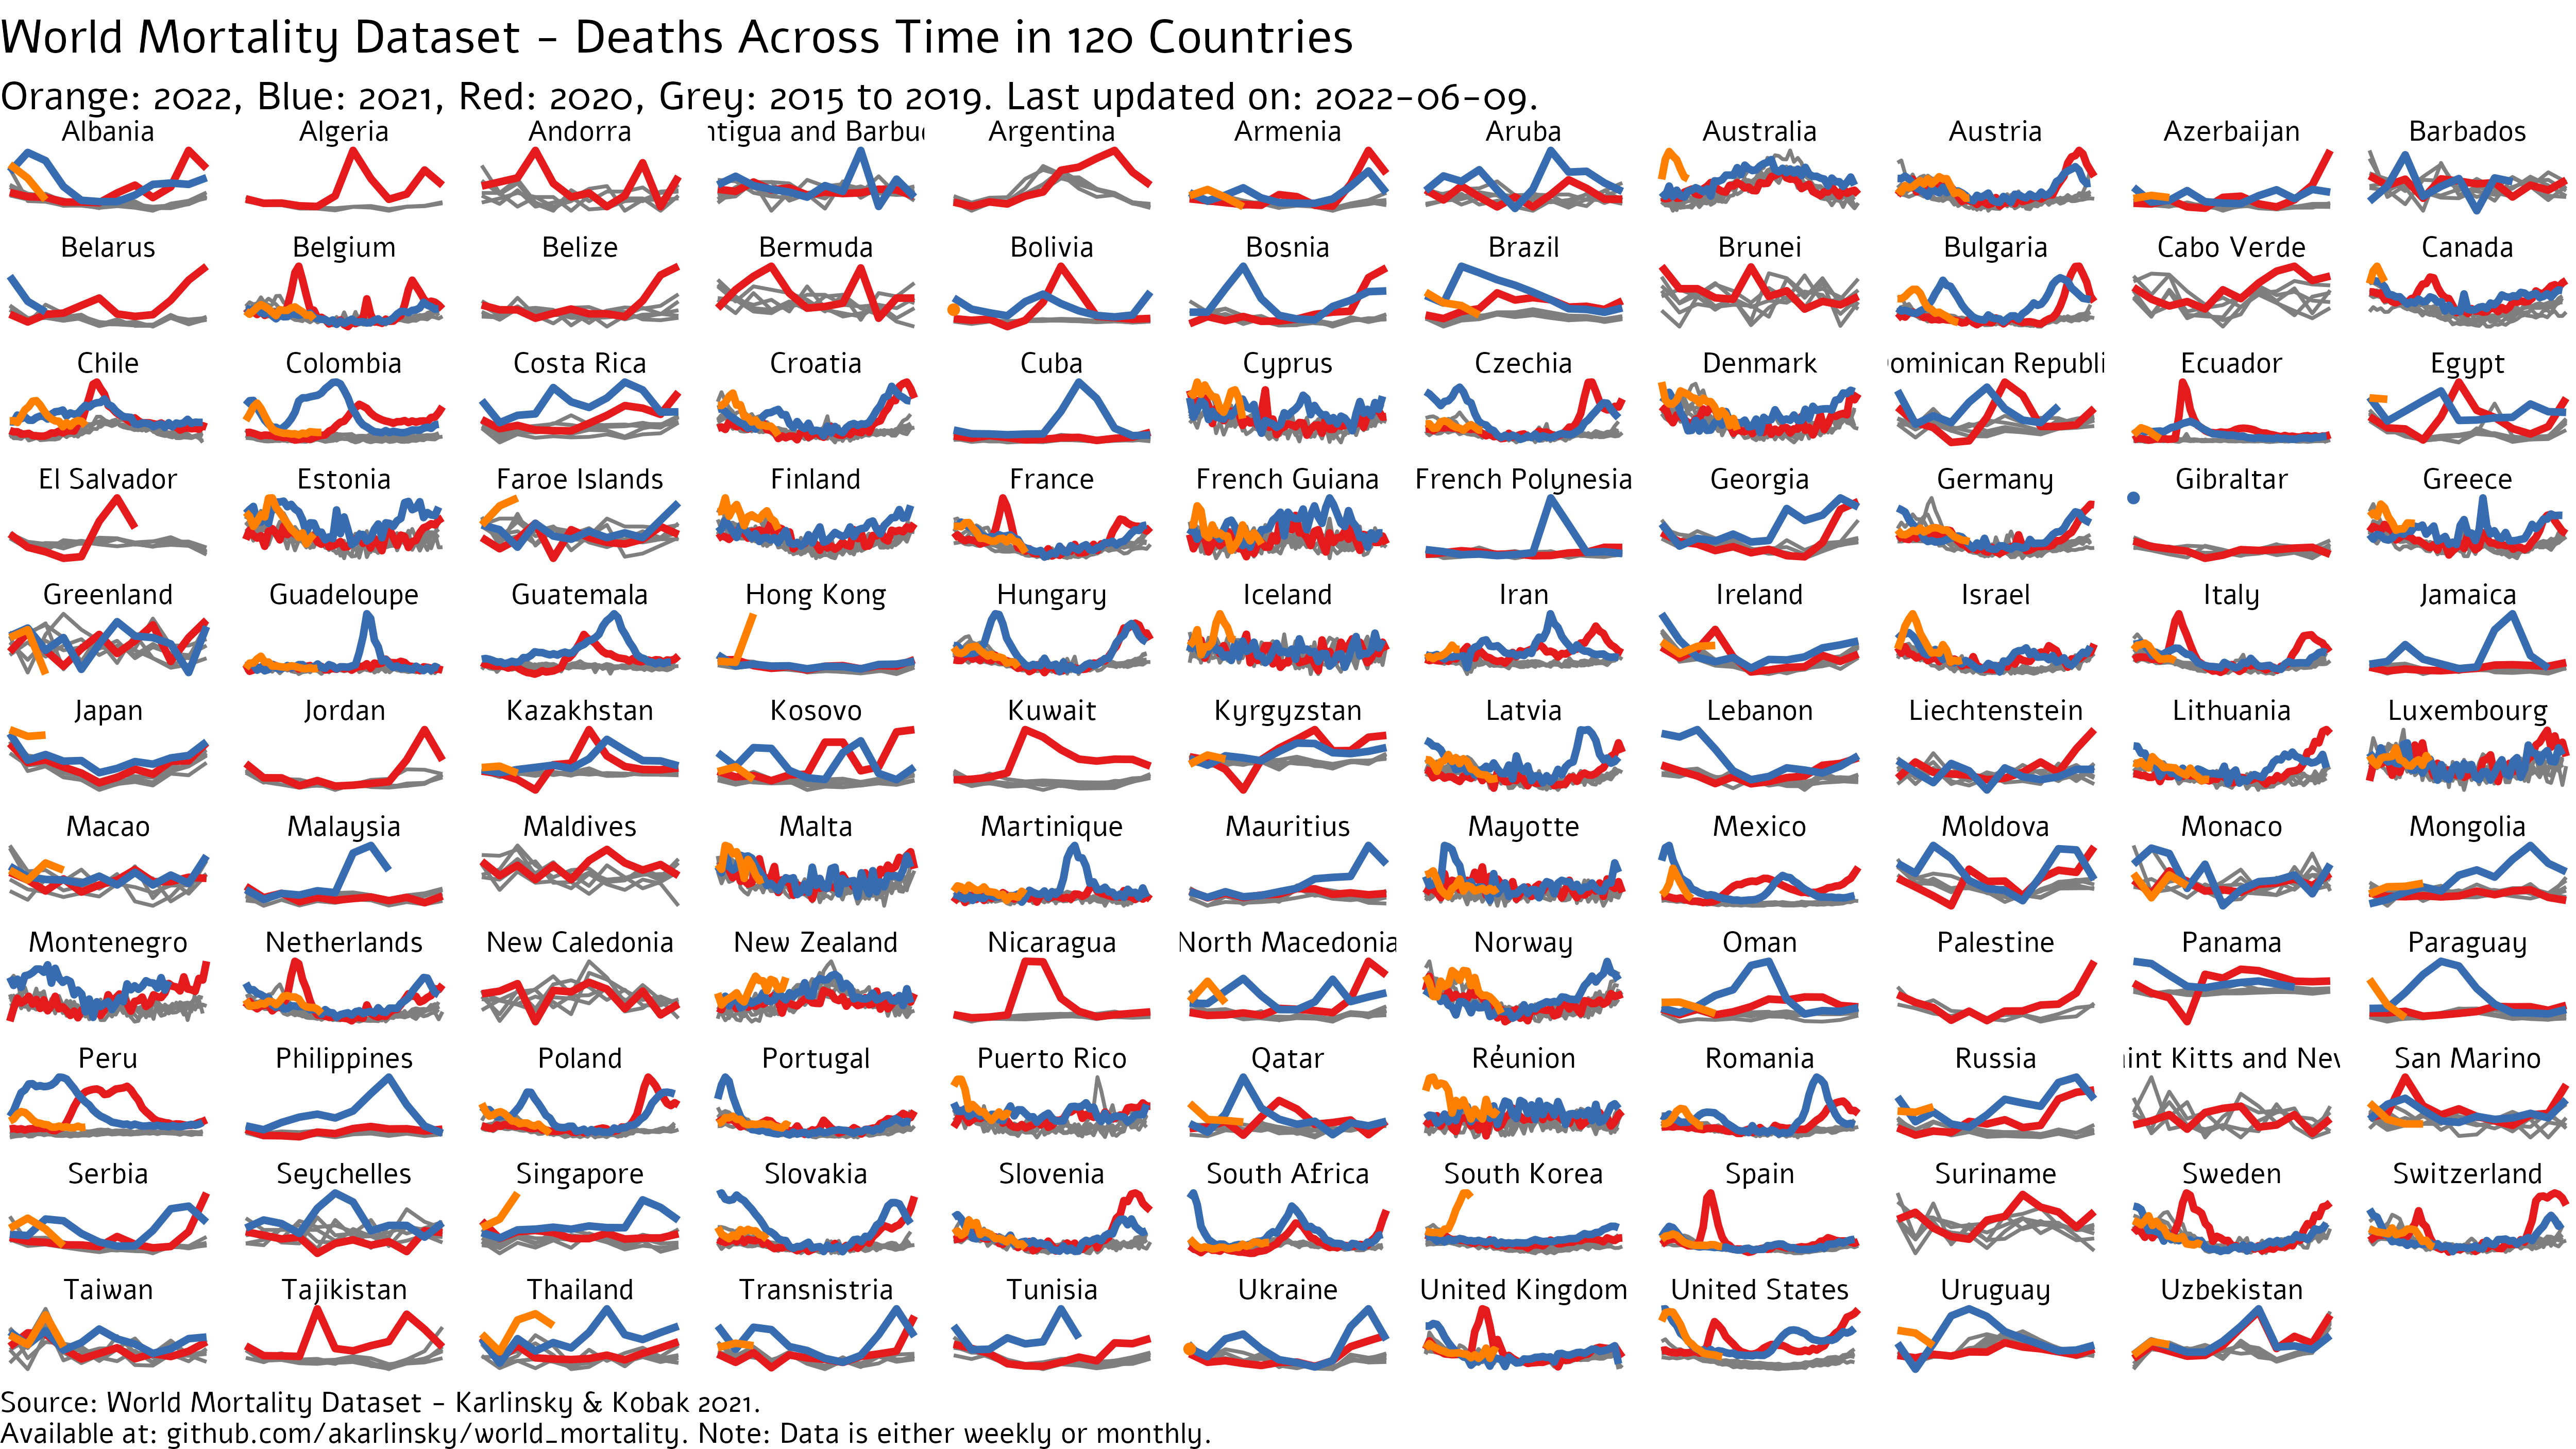 World Mortality Dataset - Deaths Across Time in 120 Countries
Orange: 2022, Blue: 2021, Red: 2020, Grey: 2015 to 2019. Last updated on: 2022-06-09.
Albania Algeria Andorra ntigua and Barbu Argentina Armenia Aruba Australia Austria Azerbaijan Barbados
Belarus Belgium Belize Bermuda Bolivia Bosnia Brazil Brunei Bulgaria Cabo Verde Canada
Chile Colombia Costa Rica Croatia Cuba Cyprus Czechia Denmark ominican Republi Ecuador Egypt
El Salvador Estonia Faroe Islands Finland France French Guiana French Polynesia Georgia Germany Gibraltar Greece
Greenland Guadeloupe Guatemala Hong Kong Hungary Iceland Iran Ireland Israel Italy Jamaica
Japan Jordan Kazakhstan Kosovo Kuwait Kyrgyzstan Latvia Lebanon Liechtenstein Lithuania Luxembourg
Macao Malaysia Maldives Malta Martinique Mauritius Mayotte Mexico Moldova Monaco Mongolia
Montenegro Netherlands New Caledonia New Zealand Nicaragua North Macedonia Norway Oman Palestine Panama Paraguay
Peru Philippines Poland Portugal Puerto Rico Qatar Réunion Romania Russia int Kitts and Nev San Marino
Serbia Seychelles Singapore Slovakia Slovenia South Africa South Korea Spain Suriname Sweden Switzerland
Taiwan Tajikistan Thailand Transnistria Tunisia Ukraine United Kingdom United States Uruguay Uzbekistan
Source: World Mortality Dataset - Karlinsky & Kobak 2021.
Available at: github.com/akarlinsky/world_mortality. Note: Data is either weekly or monthly.